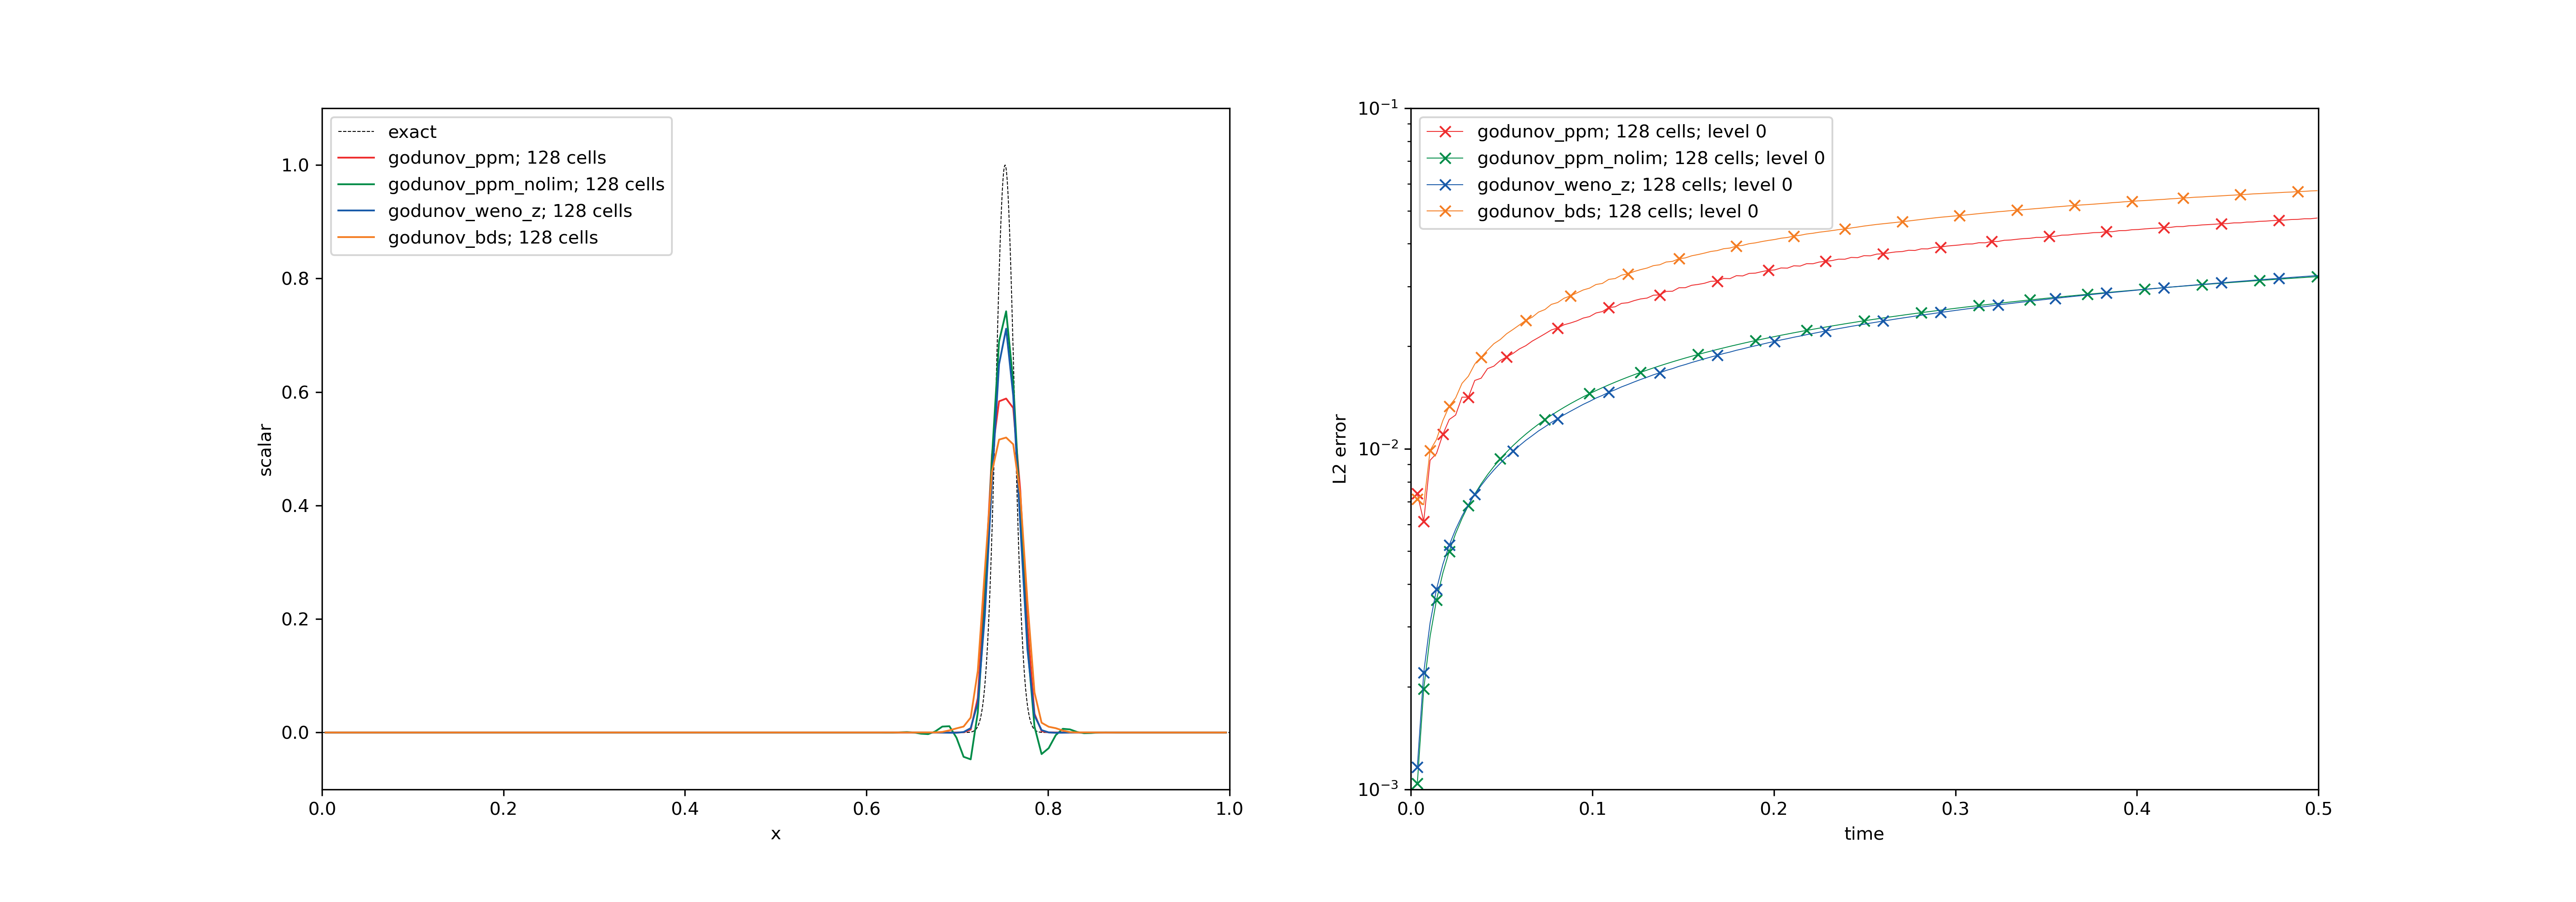 exact
godunov_ppm; 128 cells
godunov_ppm_nolim; 128 cells
godunov_weno_z; 128 cells
godunov_bds; 128 cells
1.0
0.8
0.6
0.4
0.2
0.0
scalar
0.0 0.2 0.4 0.6 0.8 1.0
x
godunov_ppm; 128 cells; level 0
godunov_ppm_nolim; 128 cells; level 0
godunov_weno_z; 128 cells; level 0
godunov_bds; 128 cells; level 0
10⁻¹
10⁻²
10⁻³
L2 error
0.0 0.1 0.2 0.3 0.4 0.5
time